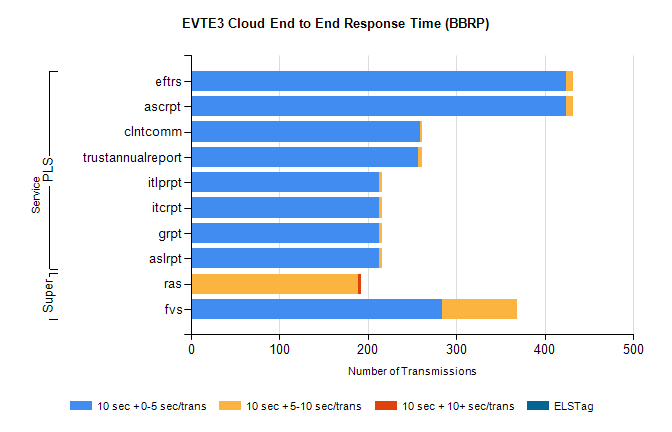 EVTE3 Cloud End to End Response Time (BBRP)
Service
PLS
Super
eftrs
ascrpt
clntcomm
trustannualreport
itlprpt
itcrpt
grpt
aslrpt
ras
fvs
0 100 200 300 400 500
Number of Transmissions
10 sec +0-5 sec/trans 10 sec +5-10 sec/trans 10 sec + 10+ sec/trans ELSTag